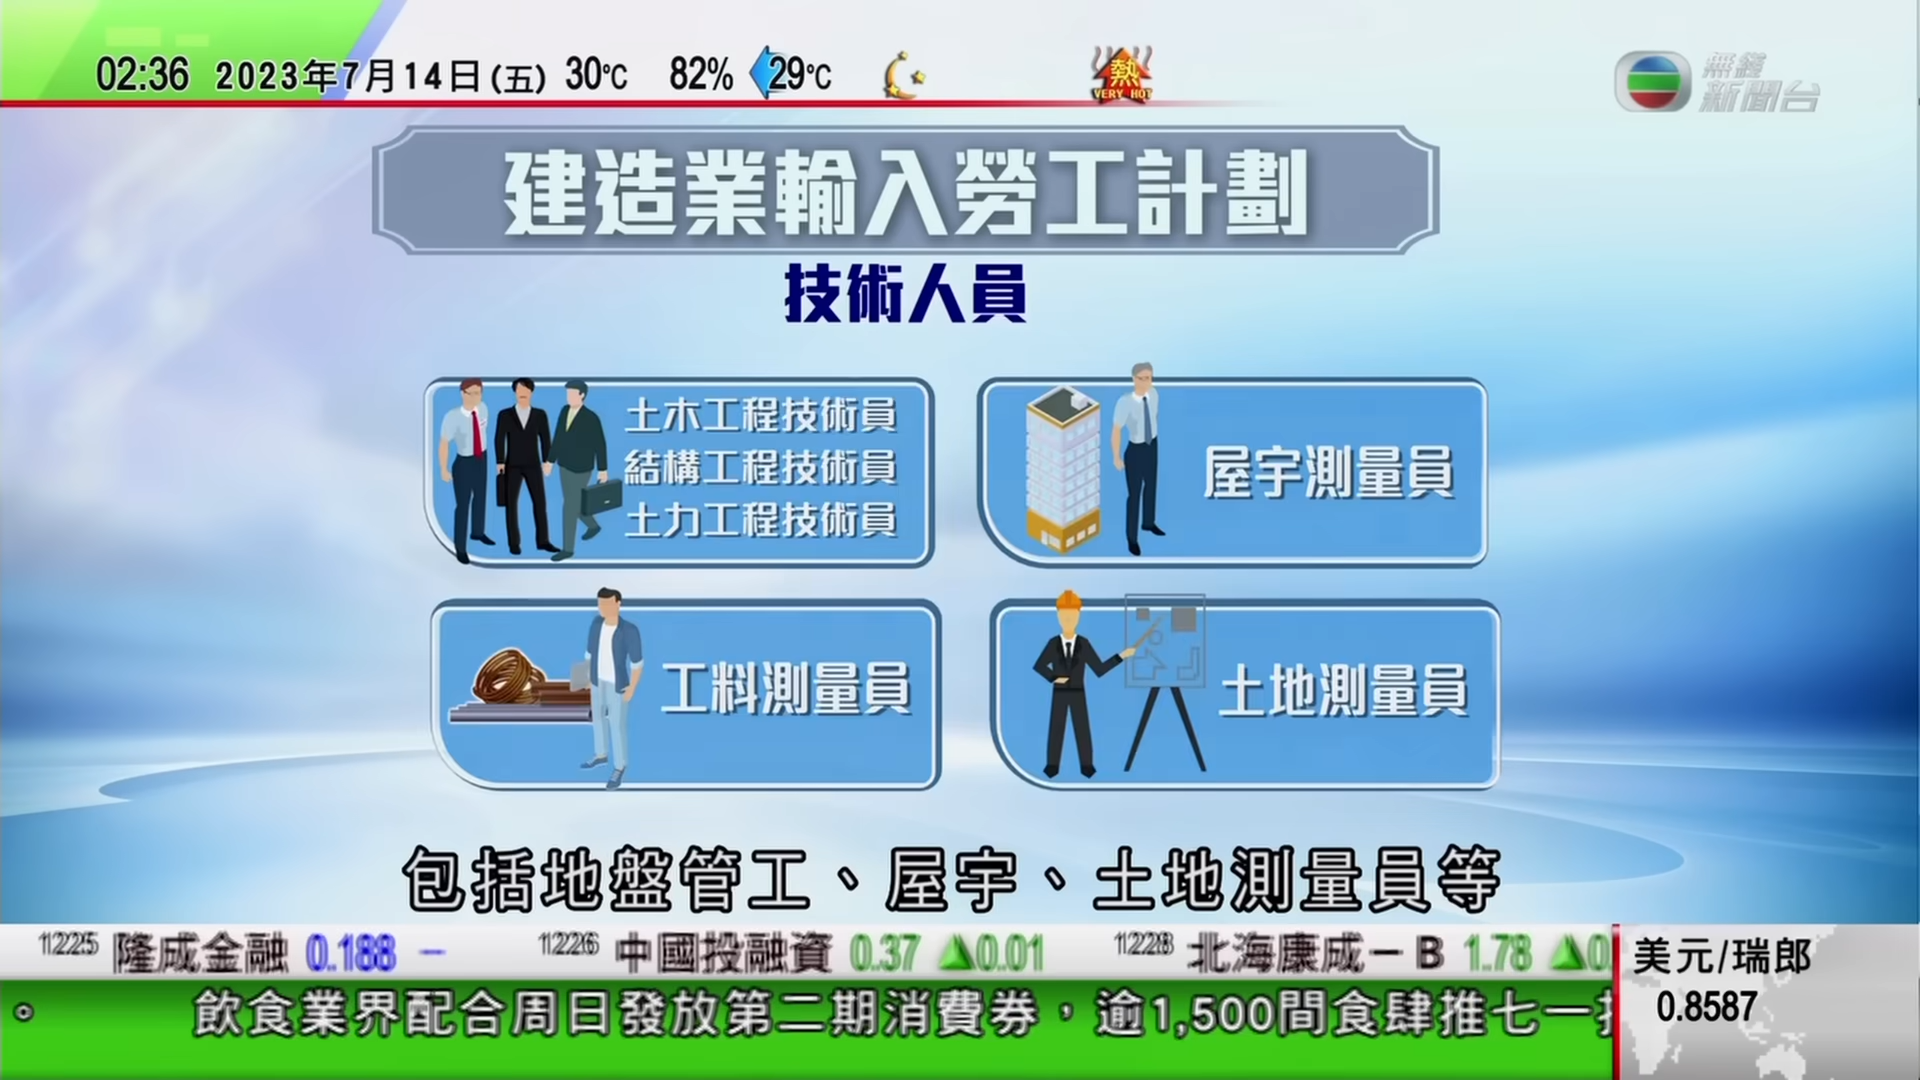 02:36 2023年7月14日(五) 30℃ 82% 29℃
熱
VERY HOT
無綫
新聞台
建造業輸入勞工計劃
技術人員
土木工程技術員
結構工程技術員
土力工程技術員
屋宇測量員
工料測量員
土地測量員
包括地盤管工、屋宇、土地測量員等
1225 隆成金融 0.188 − 1226 中國投融資 0.37 ▲0.01 1228 北海康成－B 1.78 ▲0
美元/瑞郎
0.8587
。 飲食業界配合周日發放第二期消費券，逾1,500間食肆推七一